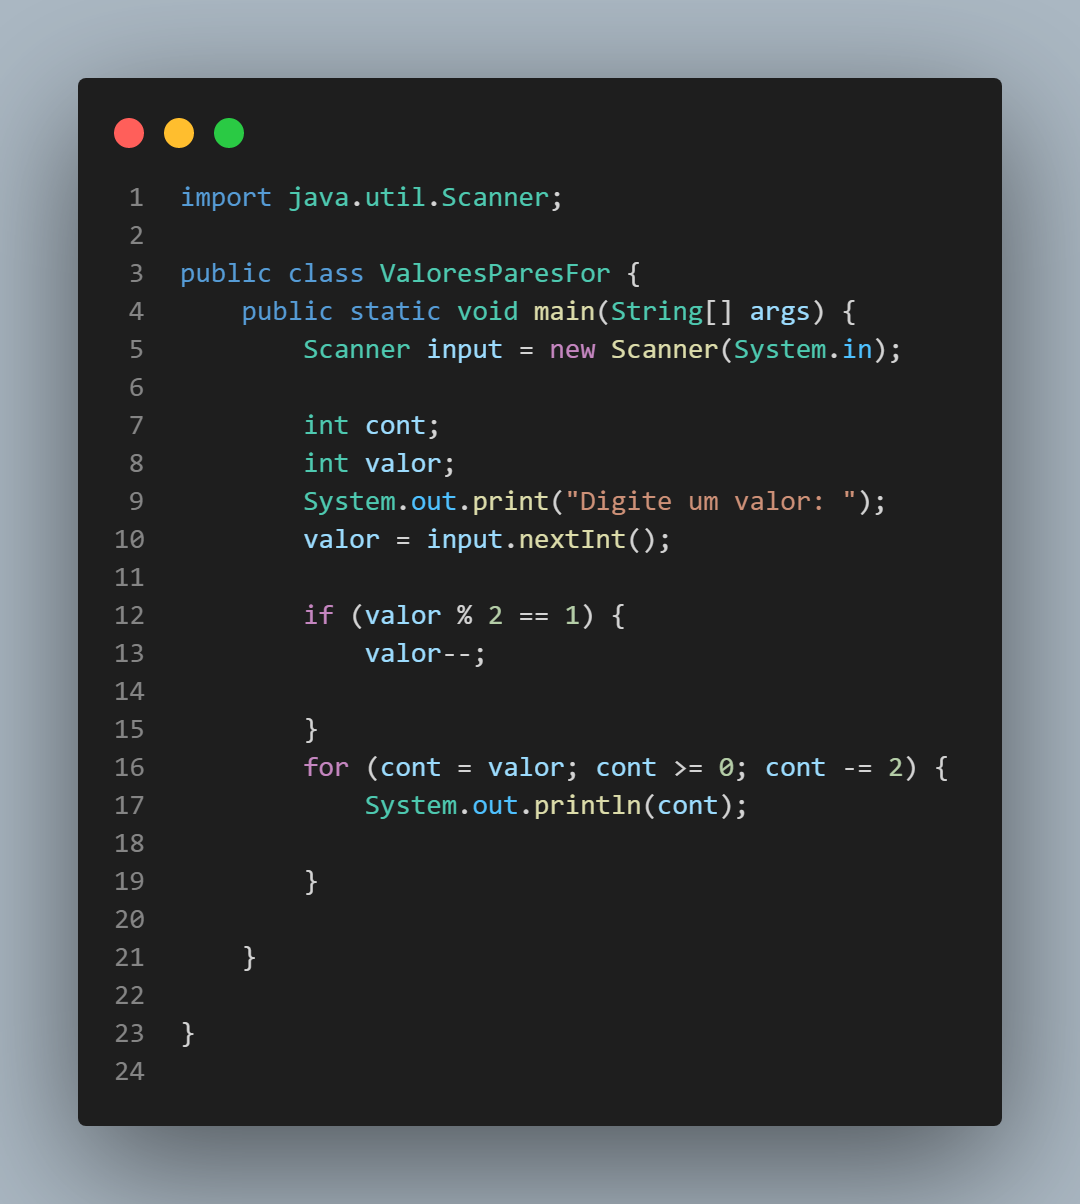 1 import java.util.Scanner;
2
3 public class ValoresParesFor {
4     public static void main(String[] args) {
5         Scanner input = new Scanner(System.in);
6
7         int cont;
8         int valor;
9         System.out.print("Digite um valor: ");
10         valor = input.nextInt();
11
12         if (valor % 2 == 1) {
13             valor--;
14
15         }
16         for (cont = valor; cont >= 0; cont -= 2) {
17             System.out.println(cont);
18
19         }
20
21     }
22
23 }
24